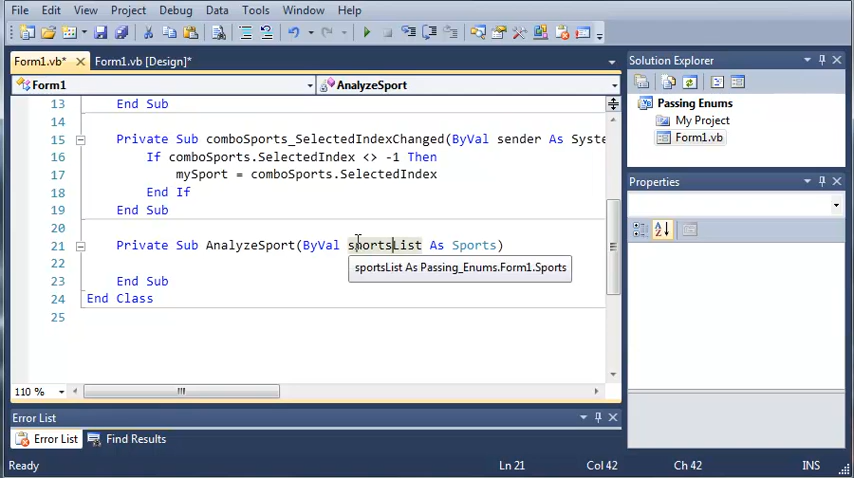 File Edit View Project Debug Data Tools Window Help
Form1.vb* Form1.vb [Design]*
Form1 AnalyzeSport
13 End Sub
14
15 Private Sub comboSports_SelectedIndexChanged(ByVal sender As Syste
16 If comboSports.SelectedIndex <> -1 Then
17 mySport = comboSports.SelectedIndex
18 End If
19 End Sub
20
21 Private Sub AnalyzeSport(ByVal sportsList As Sports)
22
sportsList As Passing_Enums.Form1.Sports
23 End Sub
24 End Class
25
110 %
Error List
Error List Find Results
Ready Ln 21 Col 42 Ch 42 INS
Solution Explorer
Passing Enums
My Project
Form1.vb
Properties